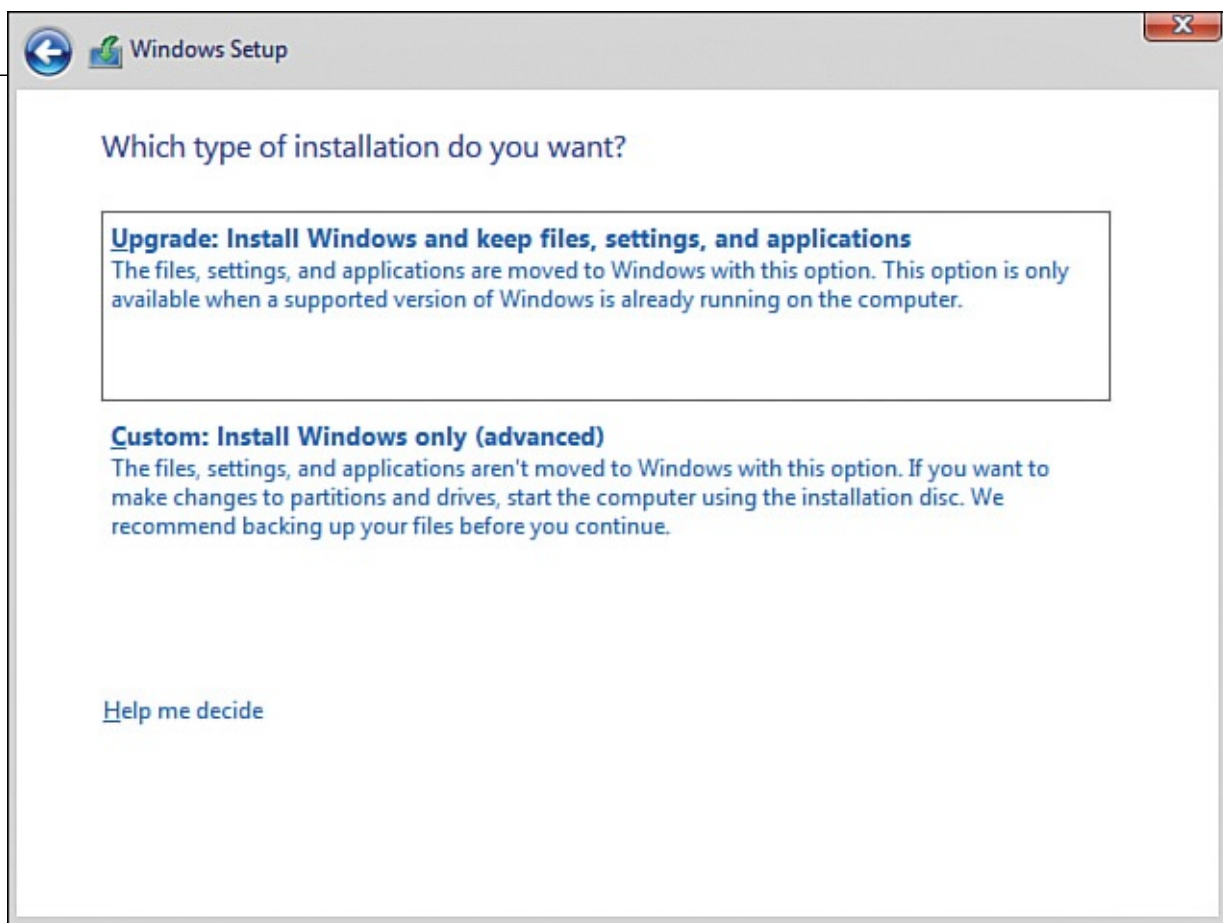 Windows Setup
Which type of installation do you want?
Upgrade: Install Windows and keep files, settings, and applications
The files, settings, and applications are moved to Windows with this option. This option is only
available when a supported version of Windows is already running on the computer.
Custom: Install Windows only (advanced)
The files, settings, and applications aren't moved to Windows with this option. If you want to
make changes to partitions and drives, start the computer using the installation disc. We
recommend backing up your files before you continue.
Help me decide